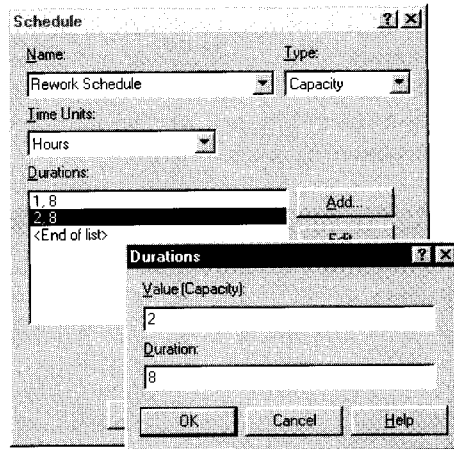 Schedule
Name:
Type:
Rework Schedule
Capacity
Time Units:
Hours
Durations:
1, 8
2, 8
<End of list>
Add...
Durations
Value (Capacity):
2
Duration:
8
OK
Cancel
Help